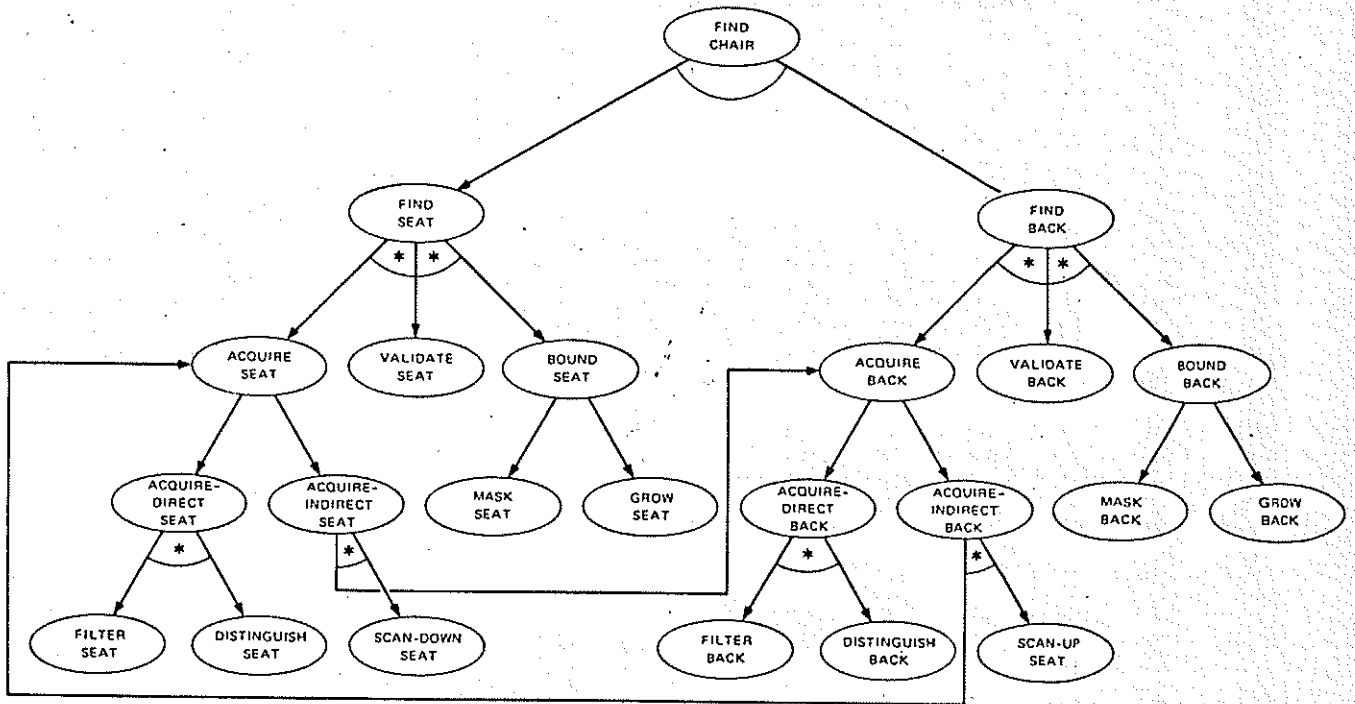 FIND
CHAIR
FIND
SEAT
FIND
BACK
*
*
*
*
ACQUIRE
SEAT
VALIDATE
SEAT
BOUND
SEAT
ACQUIRE
BACK
VALIDATE
BACK
BOUND
BACK
ACQUIRE-
DIRECT
SEAT
ACQUIRE-
INDIRECT
SEAT
MASK
SEAT
GROW
SEAT
ACQUIRE-
DIRECT
BACK
ACQUIRE-
INDIRECT
BACK
MASK
BACK
GROW
BACK
*
*
*
*
FILTER
SEAT
DISTINGUISH
SEAT
SCAN-DOWN
SEAT
FILTER
BACK
DISTINGUISH
BACK
SCAN-UP
SEAT